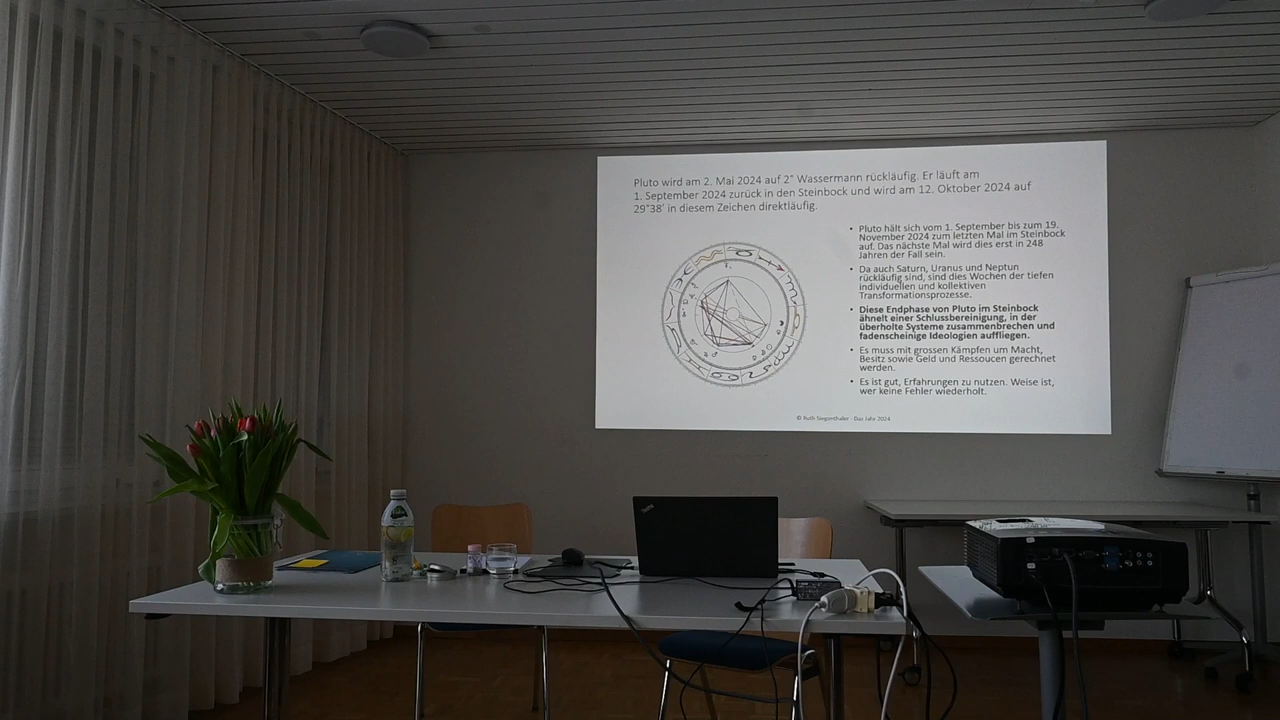 Pluto wird am 2. Mai 2024 auf 2° Wassermann rückläufig. Er läuft am
1. September 2024 zurück in den Steinbock und wird am 12. Oktober 2024 auf
29°38' in diesem Zeichen direktläufig.
• Pluto hält sich vom 1. September bis zum 19.
November 2024 zum letzten Mal im Steinbock
auf. Das nächste Mal wird dies erst in 248
Jahren der Fall sein.
• Da auch Saturn, Uranus und Neptun
rückläufig sind, sind dies Wochen der tiefen
individuellen und kollektiven
Transformationsprozesse.
• Diese Endphase von Pluto im Steinbock
ähnelt einer Schlussbereinigung, in der
überholte Systeme zusammenbrechen und
fadenscheinige Ideologien auffliegen.
• Es muss mit grossen Kämpfen um Macht,
Besitz sowie Geld und Ressoucen gerechnet
werden.
• Es ist gut, Erfahrungen zu nutzen. Weise ist,
wer keine Fehler wiederholt.
© Ruth Siegenthaler · Das Jahr 2024